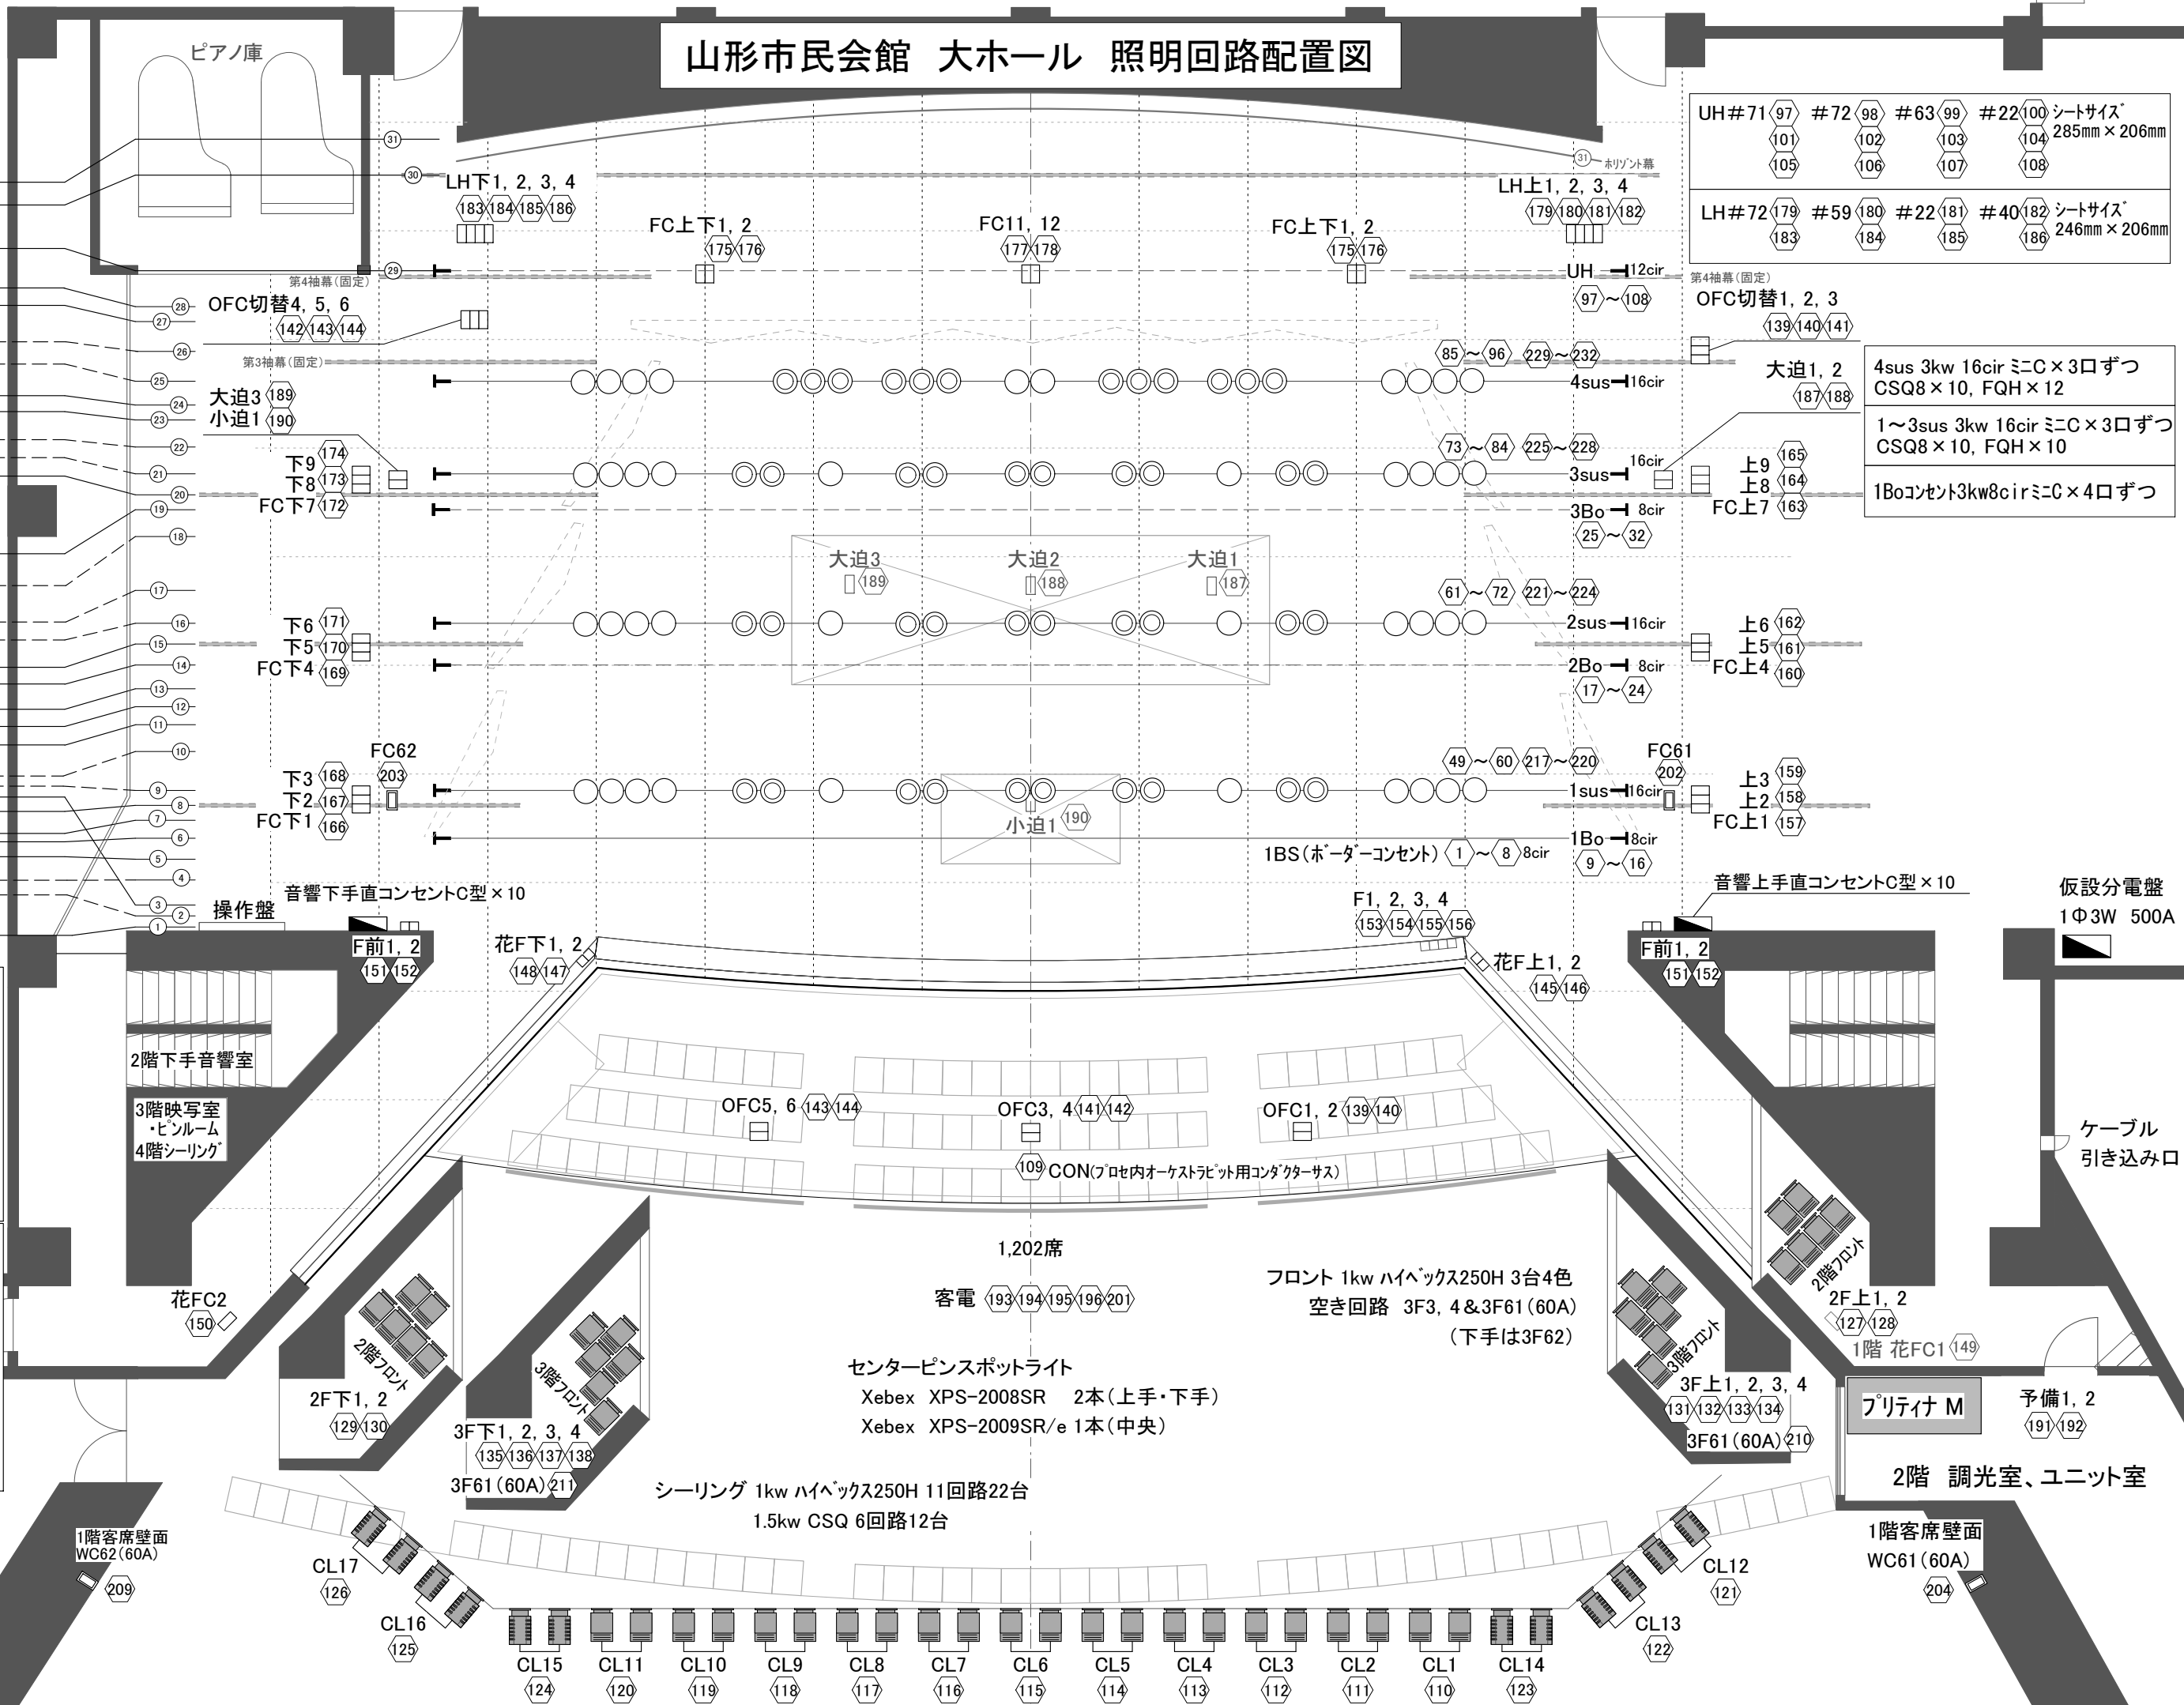 山形市民会館 大ホール 照明回路配置図
ピアノ庫
31
30
29
28
27
26
25
24
23
22
21
20
19
18
17
16
15
14
13
12
11
10
9
8
7
6
5
4
3
2
1
31 ホリゾント幕
UH#71 97 #72 98 #63 99 #22 100 シートサイズ
101 102 103 104 285mm×206mm
105 106 107 108
LH#72 179 #59 180 #22 181 #40 182 シートサイズ
183 184 185 186 246mm×206mm
LH下1, 2, 3, 4
183 184 185 186
FC上下1, 2
175 176
FC11, 12
177 178
FC上下1, 2
175 176
LH上1, 2, 3, 4
179 180 181 182
UH 12cir
97～108
第4袖幕(固定)
第4袖幕(固定)
OFC切替4, 5, 6
142 143 144
OFC切替1, 2, 3
139 140 141
第3袖幕(固定)
85～96 229～232
4sus 16cir
大迫3 189
小迫1 190
大迫1, 2
187 188
4sus 3kw 16cir ミニC×3口ずつ
CSQ8×10, FQH×12
1～3sus 3kw 16cir ミニC×3口ずつ
CSQ8×10, FQH×10
1Boコンセント3kw8cirミニC×4口ずつ
下9 174
下8 173
FC下7 172
73～84 225～228
16cir
3sus
上9 165
上8 164
FC上7 163
3Bo 8cir
25～32
大迫3 189
大迫2 188
大迫1 187
61～72 221～224
2sus 16cir
下6 171
下5 170
FC下4 169
上6 162
上5 161
FC上4 160
2Bo 8cir
17～24
FC62
203
下3 168
下2 167
FC下1 166
49～60 217～220
1sus 16cir
FC61
202
上3 159
上2 158
FC上1 157
小迫1 190
1Bo 8cir
9～16
1BS(ボーダーコンセント) 1～8 8cir
操作盤
音響下手直コンセントC型×10
音響上手直コンセントC型×10
仮設分電盤
1Φ3W 500A
F前1, 2
151 152
花F下1, 2
148 147
F1, 2, 3, 4
153 154 155 156
花F上1, 2
145 146
F前1, 2
151 152
2階下手音響室
3階映写室
・ピンルーム
4階シーリング
OFC5, 6 143 144
OFC3, 4 141 142
OFC1, 2 139 140
109 CON(プロセ内オーケストラピット用コンダクターサス)
ケーブル
引き込み口
1,202席
客電 193 194 195 196 201
フロント 1kw ハイベックス250H 3台4色
空き回路 3F3, 4&3F61(60A)
(下手は3F62)
花FC2
150
2階フロント
3階フロント
3階フロント
2階フロント
2F上1, 2
127 128
1階 花FC1 149
センターピンスポットライト
Xebex XPS-2008SR 2本(上手・下手)
Xebex XPS-2009SR/e 1本(中央)
2F下1, 2
129 130
3F下1, 2, 3, 4
135 136 137 138
3F61(60A) 211
3F上1, 2, 3, 4
131 132 133 134
3F61(60A) 210
プリティナ M
予備1, 2
191 192
2階 調光室、ユニット室
シーリング 1kw ハイベックス250H 11回路22台
1.5kw CSQ 6回路12台
1階客席壁面
WC62(60A)
209
1階客席壁面
WC61(60A)
204
CL17
126
CL16
125
CL12
121
CL13
122
CL15 CL11 CL10 CL9 CL8 CL7 CL6 CL5 CL4 CL3 CL2 CL1 CL14
124 120 119 118 117 116 115 114 113 112 111 110 123